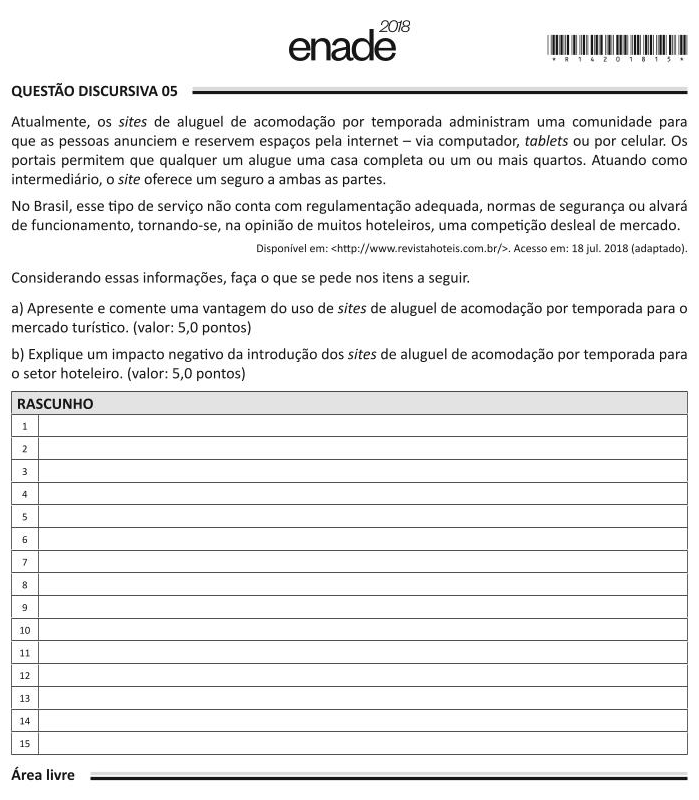 enade 2018
*R14201815*
QUESTÃO DISCURSIVA 05
Atualmente, os sites de aluguel de acomodação por temporada administram uma comunidade para
que as pessoas anunciem e reservem espaços pela internet – via computador, tablets ou por celular. Os
portais permitem que qualquer um alugue uma casa completa ou um ou mais quartos. Atuando como
intermediário, o site oferece um seguro a ambas as partes.
No Brasil, esse tipo de serviço não conta com regulamentação adequada, normas de segurança ou alvará
de funcionamento, tornando-se, na opinião de muitos hoteleiros, uma competição desleal de mercado.
Disponível em: <http://www.revistahoteis.com.br/>. Acesso em: 18 jul. 2018 (adaptado).
Considerando essas informações, faça o que se pede nos itens a seguir.
a) Apresente e comente uma vantagem do uso de sites de aluguel de acomodação por temporada para o
mercado turístico. (valor: 5,0 pontos)
b) Explique um impacto negativo da introdução dos sites de aluguel de acomodação por temporada para
o setor hoteleiro. (valor: 5,0 pontos)
RASCUNHO
1
2
3
4
5
6
7
8
9
10
11
12
13
14
15
Área livre